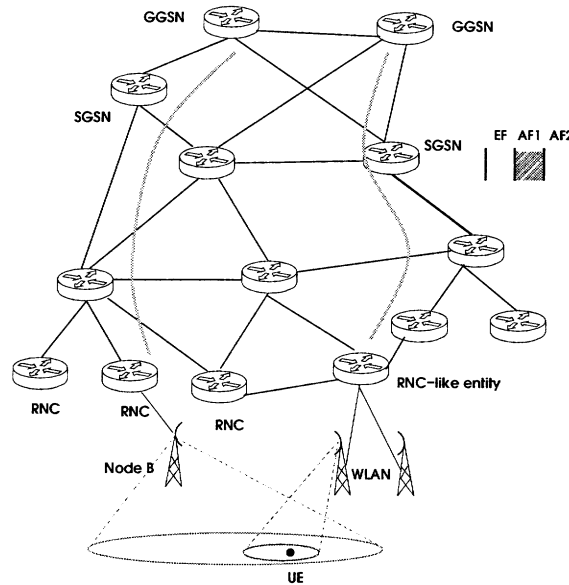 GGSN
GGSN
SGSN
SGSN
EF AF1 AF2
RNC
RNC
RNC
RNC-like entity
Node B
WLAN
UE